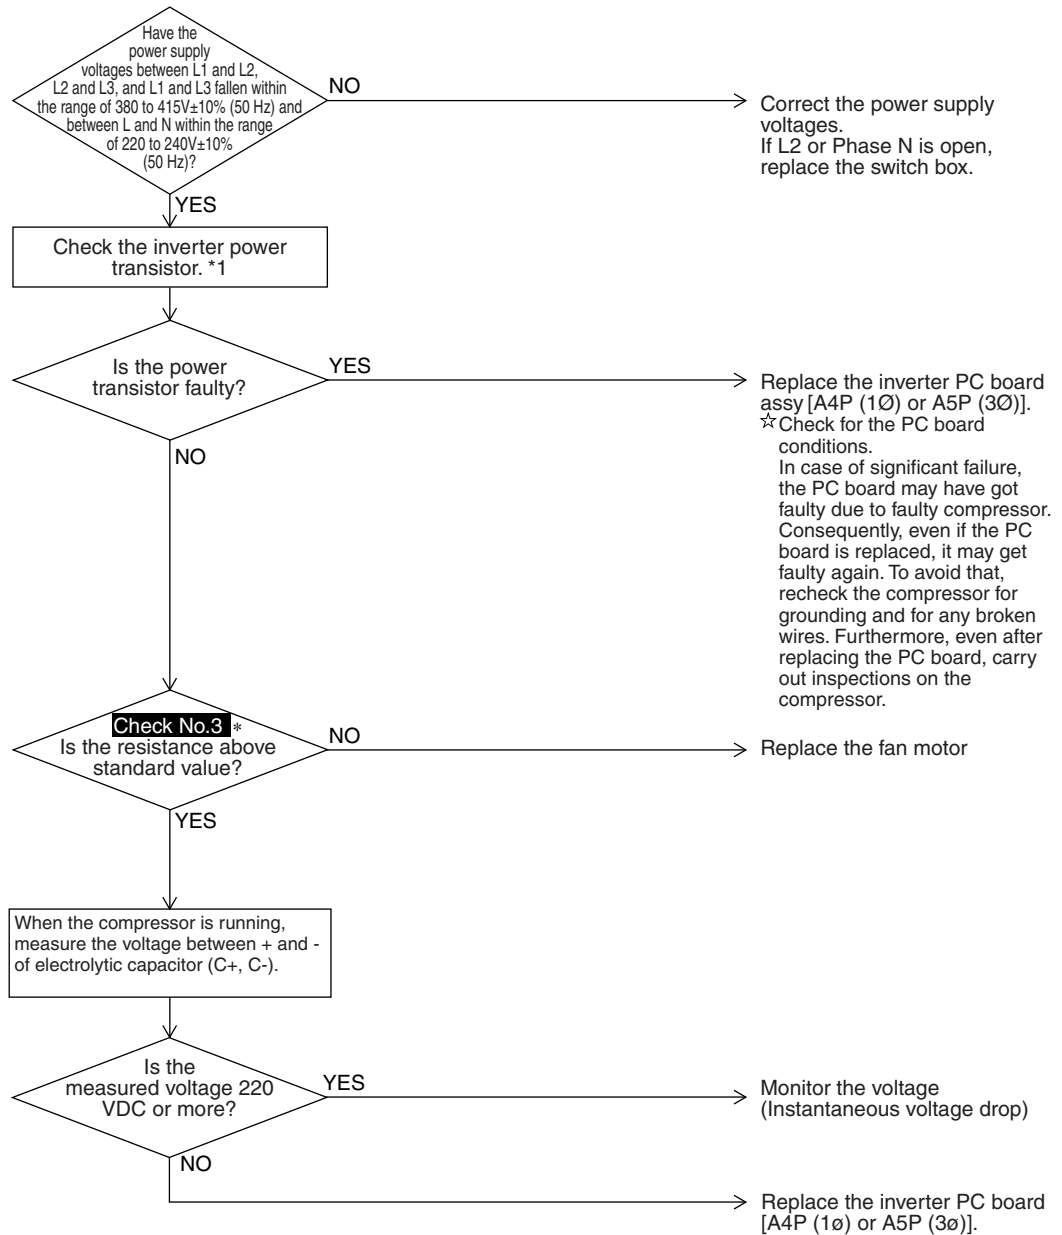 Have the
power supply
voltages between L1 and L2,
L2 and L3, and L1 and L3 fallen within
the range of 380 to 415V±10% (50 Hz) and
between L and N within the range
of 220 to 240V±10%
(50 Hz)?
NO
Correct the power supply
voltages.
If L2 or Phase N is open,
replace the switch box.
YES
Check the inverter power
transistor. *1
Is the power
transistor faulty?
YES
Replace the inverter PC board
assy [A4P (1Ø) or A5P (3Ø)].
☆Check for the PC board
conditions.
In case of significant failure,
the PC board may have got
faulty due to faulty compressor.
Consequently, even if the PC
board is replaced, it may get
faulty again. To avoid that,
recheck the compressor for
grounding and for any broken
wires. Furthermore, even after
replacing the PC board, carry
out inspections on the
compressor.
NO
Check No.3 *
Is the resistance above
standard value?
NO
Replace the fan motor
YES
When the compressor is running,
measure the voltage between + and -
of electrolytic capacitor (C+, C-).
Is the
measured voltage 220
VDC or more?
YES
Monitor the voltage
(Instantaneous voltage drop)
NO
Replace the inverter PC board
[A4P (1ø) or A5P (3ø)].